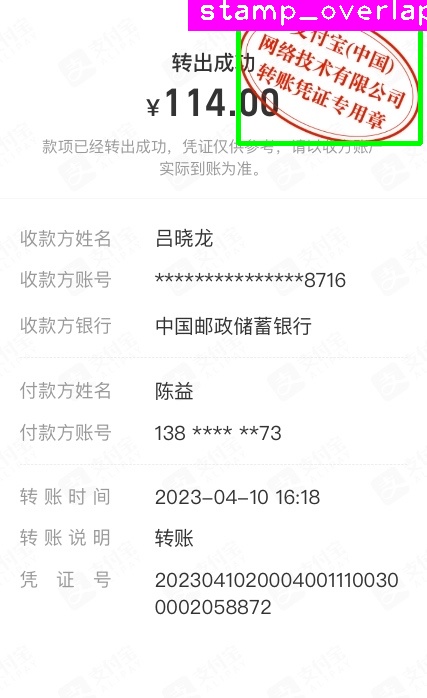 stamp_overlap
支付宝(中国)
网络技术有限公司
转账凭证专用章
转出成功
¥114.00
款项已经转出成功，凭证仅供参考，请以收方账户
实际到账为准。
收款方姓名 吕晓龙
收款方账号 ***************8716
收款方银行 中国邮政储蓄银行
付款方姓名 陈益
付款方账号 138 **** **73
转账时间 2023-04-10 16:18
转账说明 转账
凭证号 2023041020004001110030
0002058872